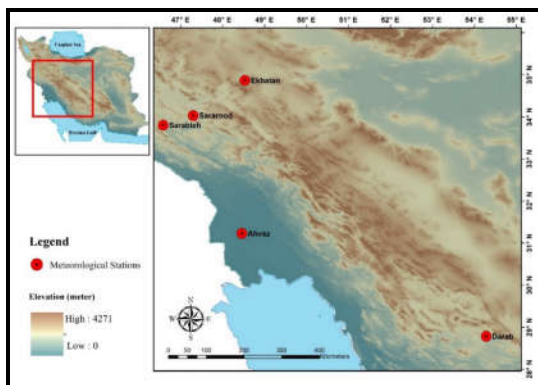 47° E 48° E 49° E 50° E 51° E 52° E 53° E 54° E 55° E
Caspian Sea
Persian Gulf
Ekbatan
Sararood
Sarableh
Ahvaz
Darab
35° N
34° N
33° N
32° N
31° N
30° N
29° N
28° N
Legend
Meteorological Stations
Elevation (meter)
High : 4271
Low : 0
N
W E
S
0 50 100 200 300 400
Kilometers